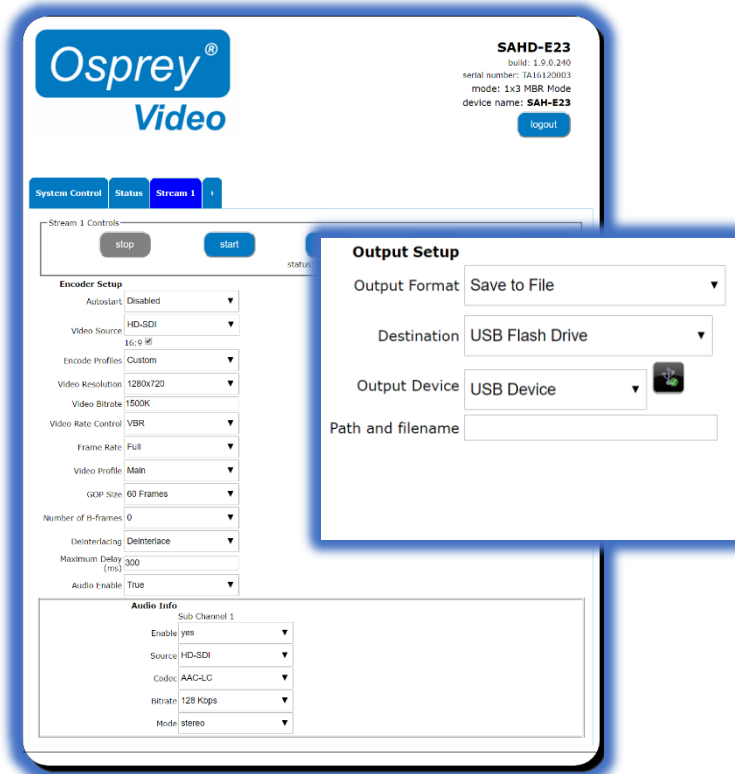 Osprey®
Video
SAHD-E23
build: 1.9.0.240
serial number: TA16120003
mode: 1x3 MBR Mode
device name: SAH-E23
logout
System Control Status Stream 1 +
Stream 1 Controls
stop start
status:
Encoder Setup
Autostart Disabled
Video Source HD-SDI
16:9
Encode Profiles Custom
Video Resolution 1280x720
Video Bitrate 1500K
Video Rate Control VBR
Frame Rate Full
Video Profile Main
GOP Size 60 Frames
Number of B-frames 0
Deinterlacing Deinterlace
Maximum Delay
(ms) 300
Audio Enable True
Audio Info
Sub Channel 1
Enable yes
Source HD-SDI
Codec AAC-LC
Bitrate 128 Kbps
Mode stereo
Output Setup
Output Format Save to File
Destination USB Flash Drive
Output Device USB Device
Path and filename